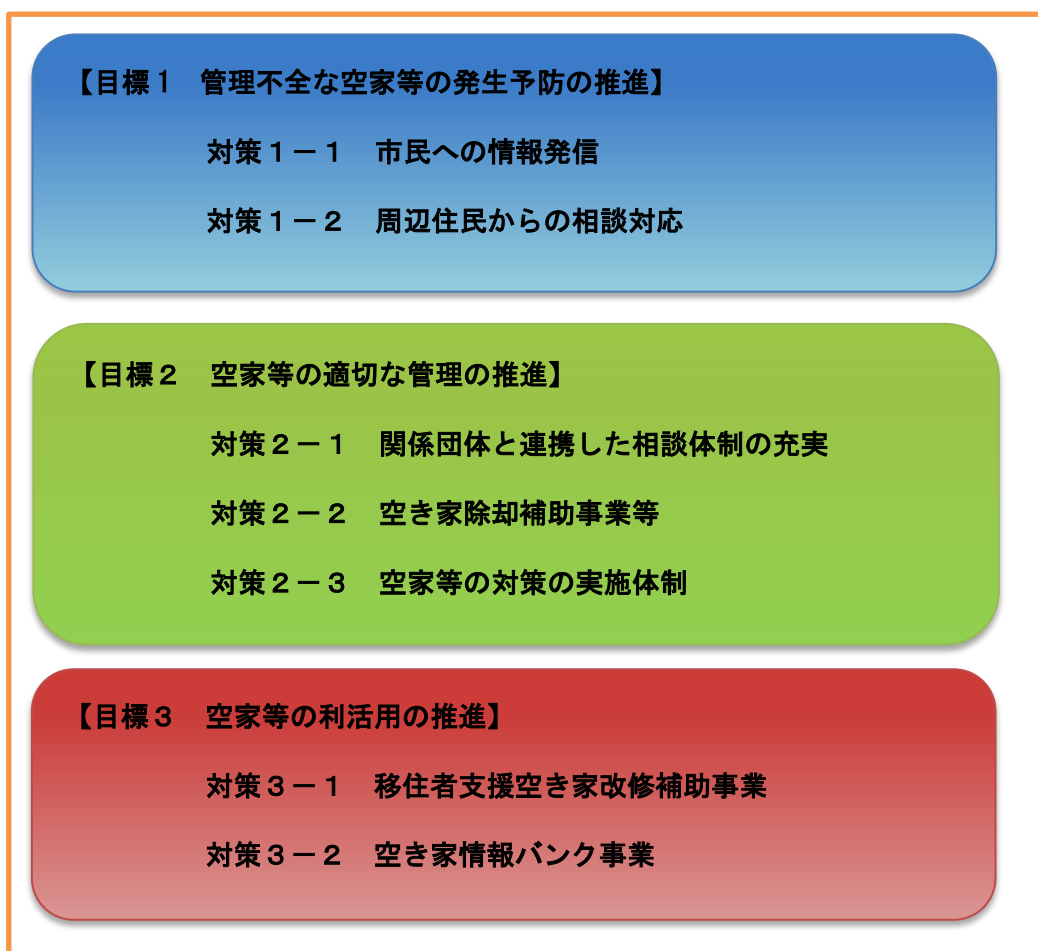 【目標１　管理不全な空家等の発生予防の推進】
対策１－１　市民への情報発信
対策１－２　周辺住民からの相談対応
【目標２　空家等の適切な管理の推進】
対策２－１　関係団体と連携した相談体制の充実
対策２－２　空き家除却補助事業等
対策２－３　空家等の対策の実施体制
【目標３　空家等の利活用の推進】
対策３－１　移住者支援空き家改修補助事業
対策３－２　空き家情報バンク事業